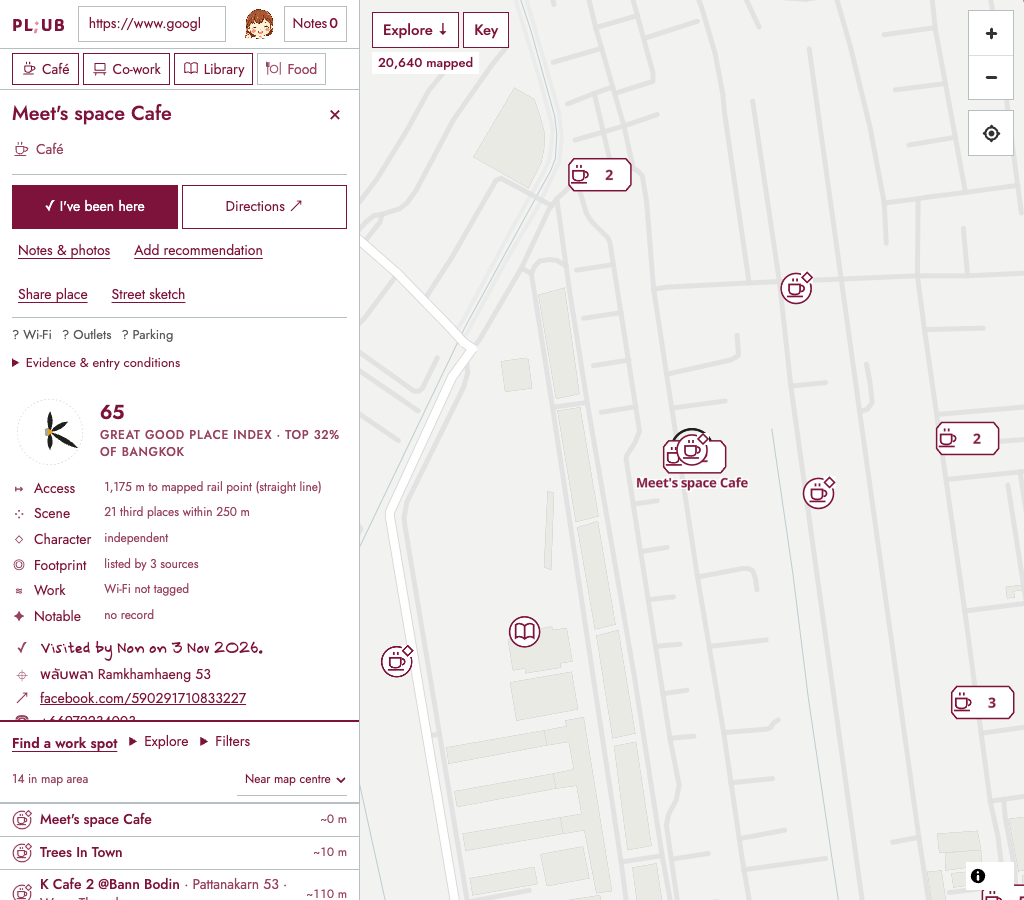 PL:UB
https://www.googl
Notes 0
Café
Co-work
Library
Food
Meet's space Cafe
Café
✓ I've been here
Directions ↗
Notes & photos
Add recommendation
Share place
Street sketch
? Wi-Fi ? Outlets ? Parking
Evidence & entry conditions
65
GREAT GOOD PLACE INDEX · TOP 32%
OF BANGKOK
Access 1,175 m to mapped rail point (straight line)
Scene 21 third places within 250 m
Character independent
Footprint listed by 3 sources
Work Wi-Fi not tagged
Notable no record
Visited by Non on 3 Nov 2026.
พลับพลา Ramkhamhaeng 53
facebook.com/590291710833227
Find a work spot
Explore
Filters
14 in map area
Near map centre
Meet's space Cafe ~0 m
Trees In Town ~10 m
K Cafe 2 @Bann Bodin · Pattanakarn 53 ·
~110 m
Explore ↓
Key
20,640 mapped
+
−
2
2
Meet's space Cafe
3